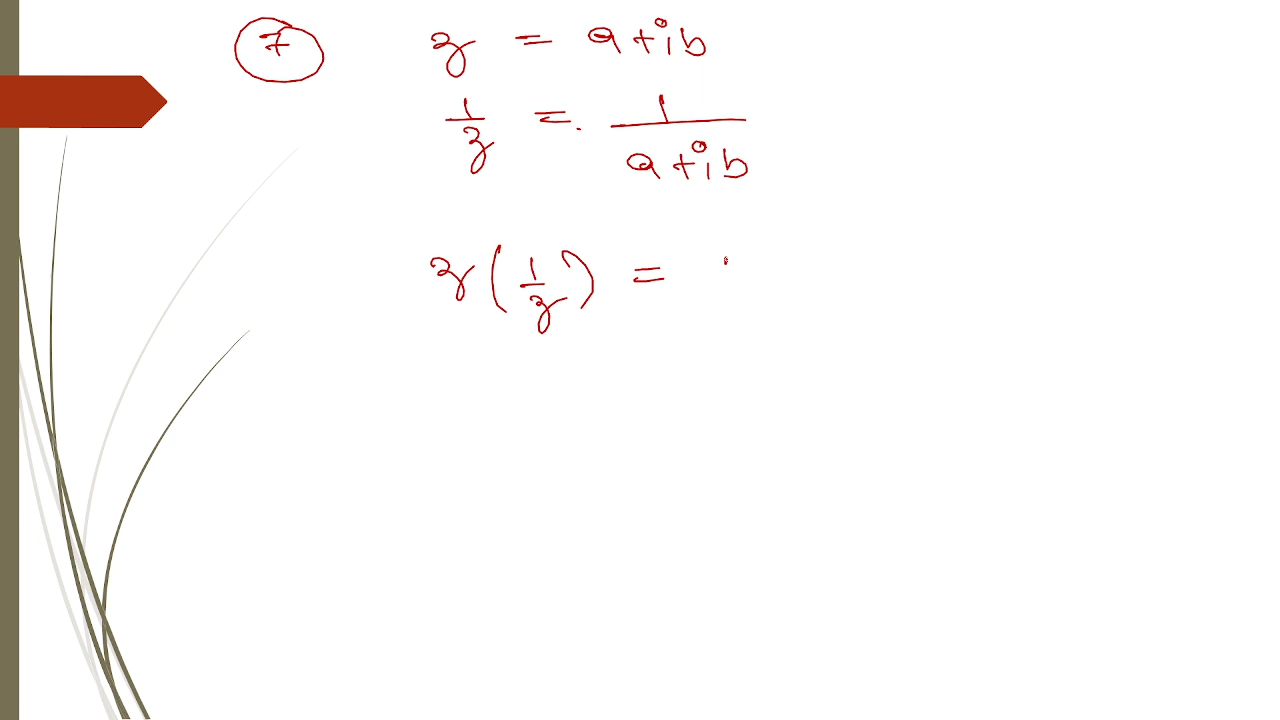 7
z = a+ib
1/z = 1/(a+ib)
z(1/z) =